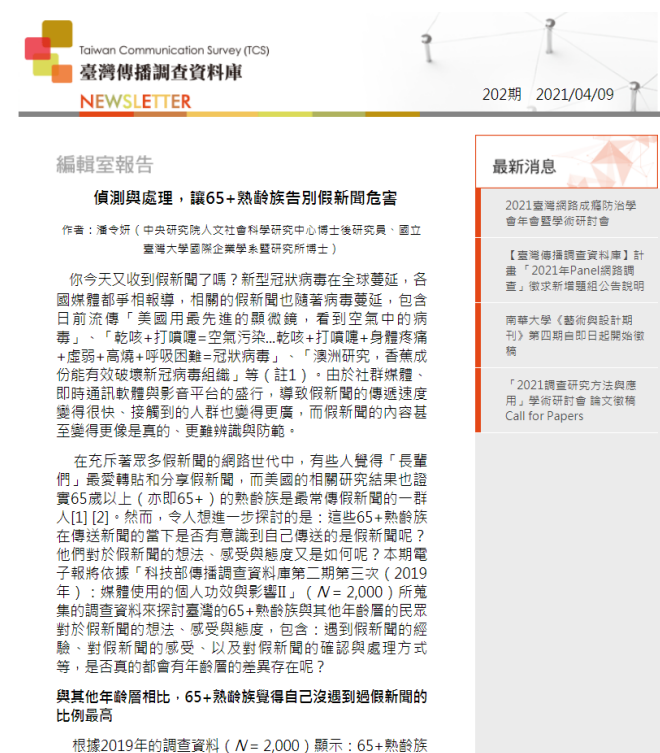 Taiwan Communication Survey (TCS)
臺灣傳播調查資料庫
NEWSLETTER
202期 2021/04/09
編輯室報告
偵測與處理，讓65+熟齡族告別假新聞危害
作者：潘令妍（中央研究院人文社會科學研究中心博士後研究員、國立
臺灣大學國際企業學系暨研究所博士）
你今天又收到假新聞了嗎？新型冠狀病毒在全球蔓延，各
國媒體都爭相報導，相關的假新聞也隨著病毒蔓延，包含
日前流傳「美國用最先進的顯微鏡，看到空氣中的病
毒」、「乾咳+打噴嚏=空氣污染...乾咳+打噴嚏+身體疼痛
+虛弱+高燒+呼吸困難=冠狀病毒」、「澳洲研究，香蕉成
份能有效破壞新冠病毒組織」等（註1）。由於社群媒體、
即時通訊軟體與影音平台的盛行，導致假新聞的傳遞速度
變得很快、接觸到的人群也變得更廣，而假新聞的內容甚
至變得更像是真的、更難辨識與防範。
在充斥著眾多假新聞的網路世代中，有些人覺得「長輩
們」最愛轉貼和分享假新聞，而美國的相關研究結果也證
實65歲以上（亦即65+）的熟齡族是最常傳假新聞的一群
人[1] [2]。然而，令人想進一步探討的是：這些65+熟齡族
在傳送新聞的當下是否有意識到自己傳送的是假新聞呢？
他們對於假新聞的想法、感受與態度又是如何呢？本期電
子報將依據「科技部傳播調查資料庫第二期第三次（2019
年）：媒體使用的個人功效與影響II」（N = 2,000）所蒐
集的調查資料來探討臺灣的65+熟齡族與其他年齡層的民眾
對於假新聞的想法、感受與態度，包含：遇到假新聞的經
驗、對假新聞的感受、以及對假新聞的確認與處理方式
等，是否真的都會有年齡層的差異存在呢？
與其他年齡層相比，65+熟齡族覺得自己沒遇到過假新聞的
比例最高
根據2019年的調查資料（N = 2,000）顯示：65+熟齡族
最新消息
2021臺灣網路成癮防治學
會年會暨學術研討會
【臺灣傳播調查資料庫】計
畫「2021年Panel網路調
查」徵求新增題組公告說明
南華大學《藝術與設計期
刊》第四期自即日起開始徵
稿
「2021調查研究方法與應
用」學術研討會 論文徵稿
Call for Papers